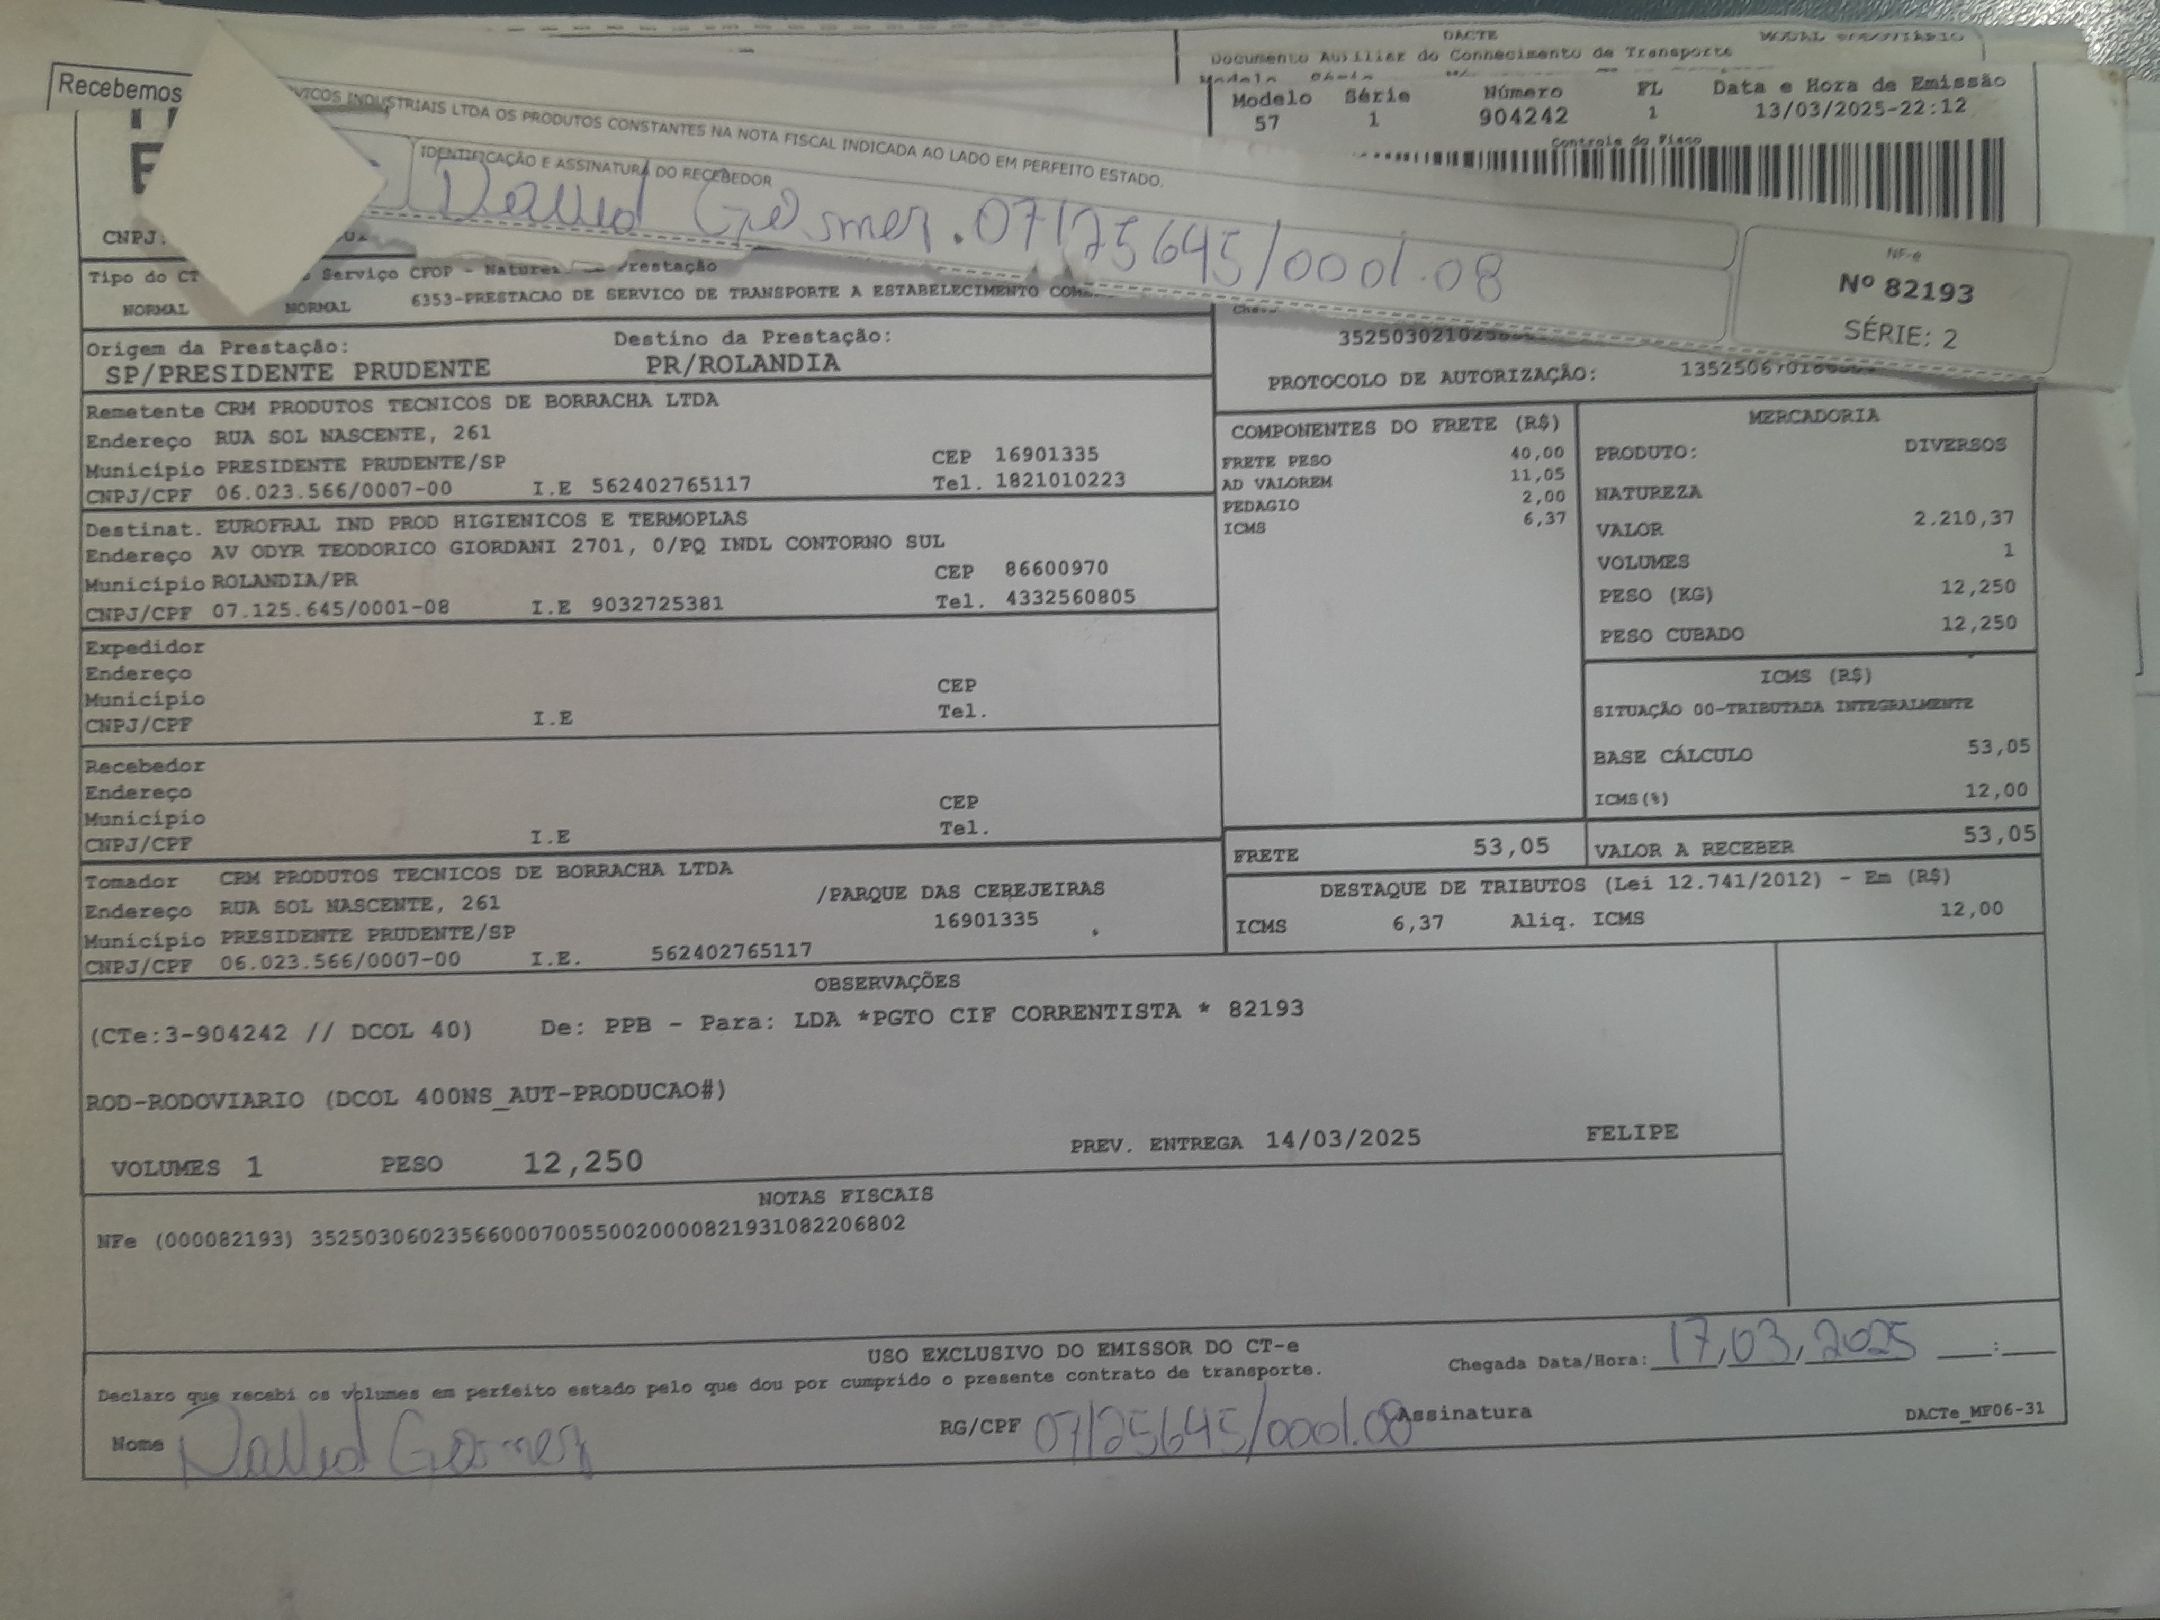 DACTE
MODAL RODOVIÁRIO
Documento Auxiliar do Conhecimento de Transporte
Modelo Série
Recebemos
Modelo Série Número FL Data e Hora de Emissão
57 1 904242 1 13/03/2025-22:12
Controle do Fisco
VICOS INDUSTRIAIS LTDA OS PRODUTOS CONSTANTES NA NOTA FISCAL INDICADA AO LADO EM PERFEITO ESTADO.
IDENTIFICAÇÃO E ASSINATURA DO RECEBEDOR
David Gosmer. 07125645/0001.08
NF-e
Nº 82193
SÉRIE: 2
CNPJ:
Tipo do CT Serviço CFOP - Prestação
NORMAL NORMAL 6353-PRESTACAO DE SERVICO DE TRANSPORTE A ESTABELECIMENTO
Origem da Prestação: Destino da Prestação:
SP/PRESIDENTE PRUDENTE PR/ROLANDIA
PROTOCOLO DE AUTORIZAÇÃO:
Remetente CRM PRODUTOS TECNICOS DE BORRACHA LTDA
Endereço RUA SOL NASCENTE, 261
Município PRESIDENTE PRUDENTE/SP CEP 16901335
CNPJ/CPF 06.023.566/0007-00 I.E 562402765117 Tel. 1821010223
Destinat. EUROFRAL IND PROD HIGIENICOS E TERMOPLAS
Endereço AV ODYR TEODORICO GIORDANI 2701, 0/PQ INDL CONTORNO SUL
Município ROLANDIA/PR CEP 86600970
CNPJ/CPF 07.125.645/0001-08 I.E 9032725381 Tel. 4332560805
Expedidor
Endereço
Município CEP
CNPJ/CPF I.E Tel.
Recebedor
Endereço
Município CEP
CNPJ/CPF I.E Tel.
Tomador CRM PRODUTOS TECNICOS DE BORRACHA LTDA
Endereço RUA SOL NASCENTE, 261 /PARQUE DAS CEREJEIRAS
Município PRESIDENTE PRUDENTE/SP 16901335
CNPJ/CPF 06.023.566/0007-00 I.E. 562402765117
COMPONENTES DO FRETE (R$)
FRETE PESO 40,00
AD VALOREM 11,05
PEDAGIO 2,00
ICMS 6,37
MERCADORIA
PRODUTO: DIVERSOS
NATUREZA
VALOR 2.210,37
VOLUMES 1
PESO (KG) 12,250
PESO CUBADO 12,250
ICMS (R$)
SITUAÇÃO 00-TRIBUTADA INTEGRALMENTE
BASE CÁLCULO 53,05
ICMS(%) 12,00
FRETE 53,05 VALOR A RECEBER 53,05
DESTAQUE DE TRIBUTOS (Lei 12.741/2012) - Em (R$)
ICMS 6,37 Aliq. ICMS 12,00
OBSERVAÇÕES
(CTe:3-904242 // DCOL 40) De: PPB - Para: LDA *PGTO CIF CORRENTISTA * 82193
ROD-RODOVIARIO (DCOL 400NS_AUT-PRODUCAO#)
VOLUMES 1 PESO 12,250 PREV. ENTREGA 14/03/2025 FELIPE
NOTAS FISCAIS
NFe (000082193) 35250306023566000700550020000821931082206802
USO EXCLUSIVO DO EMISSOR DO CT-e
Chegada Data/Hora: 17,03,2025 :
Declaro que recebi os volumes em perfeito estado pelo que dou por cumprido o presente contrato de transporte.
Nome David Gosmer RG/CPF 07125645/0001.08 Assinatura
DACTe_MF06-31